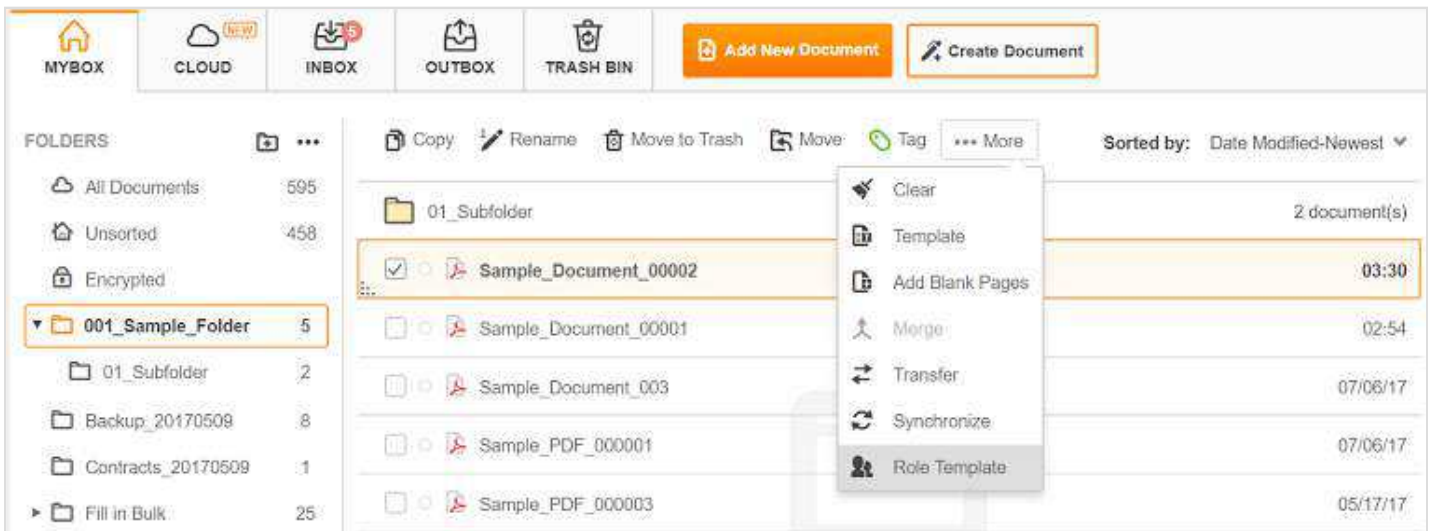 MYBOX
CLOUD
NEW
INBOX
5
OUTBOX
TRASH BIN
Add New Document
Create Document
FOLDERS
All Documents 595
Unsorted 458
Encrypted
001_Sample_Folder 5
01_Subfolder 2
Backup_20170509 8
Contracts_20170509 1
Fill in Bulk 25
Copy Rename Move to Trash Move Tag More Sorted by: Date Modified-Newest
01_Subfolder 2 document(s)
Sample_Document_00002 03:30
Sample_Document_00001 02:54
Sample_Document_003 07/06/17
Sample_PDF_000001 07/06/17
Sample_PDF_000003 05/17/17
Clear
Template
Add Blank Pages
Merge
Transfer
Synchronize
Role Template